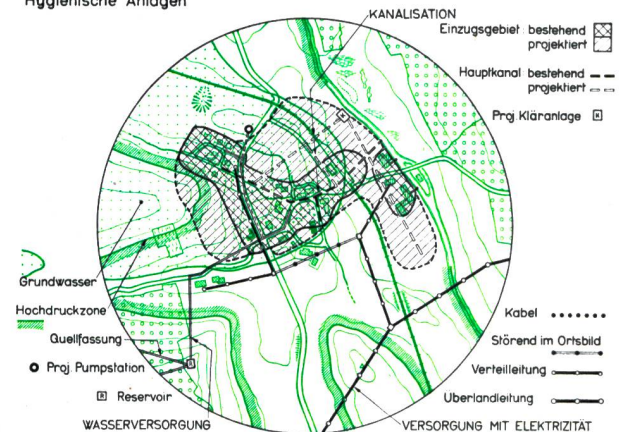 Hygienische Anlagen
KANALISATION
Einzugsgebiet bestehend
projektiert
Hauptkanal bestehend
projektiert
Proj. Kläranlage
Grundwasser
Hochdruckzone
Quellfassung
Proj. Pumpstation
Reservoir
WASSERVERSORGUNG
Kabel
Störend im Ortsbild
Verteilleitung
Überlandleitung
VERSORGUNG MIT ELEKTRIZITÄT